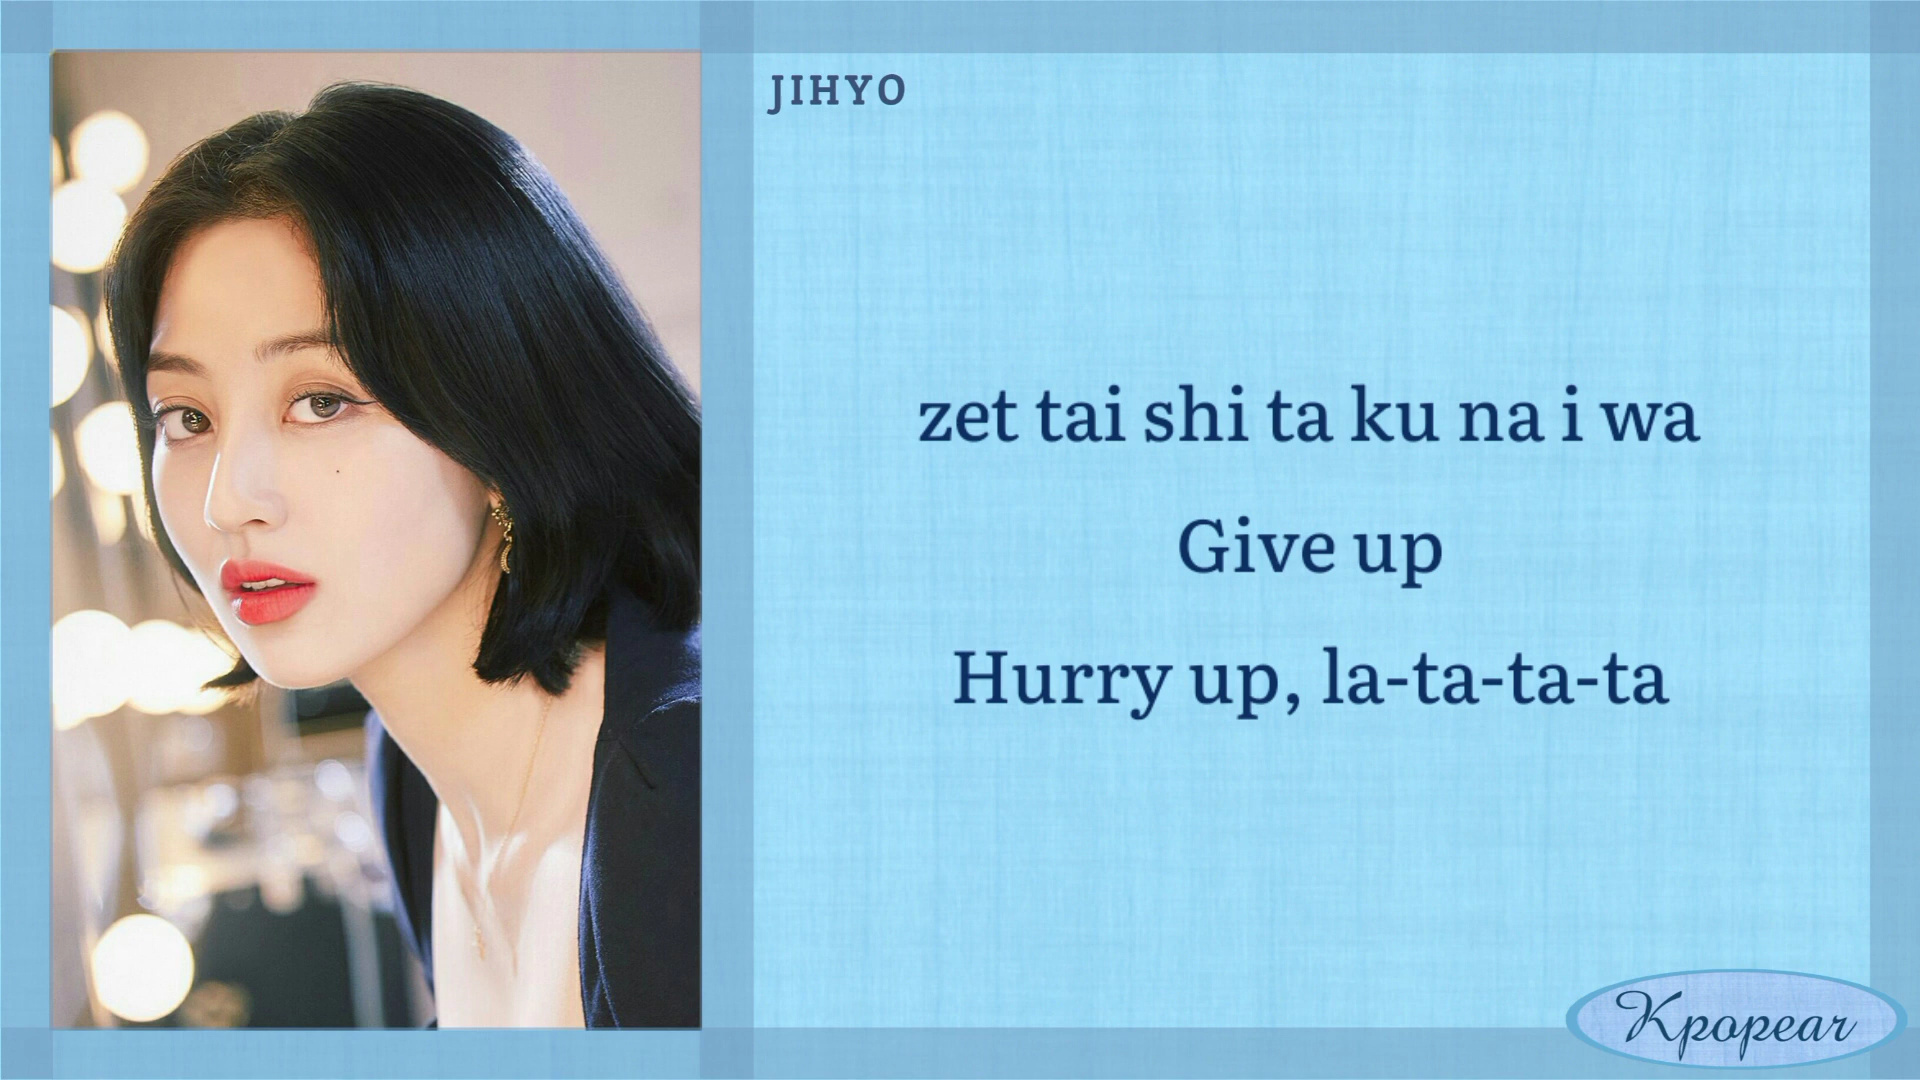 JIHYO
zet tai shi ta ku na i wa
Give up
Hurry up, la-ta-ta-ta
Kpopear